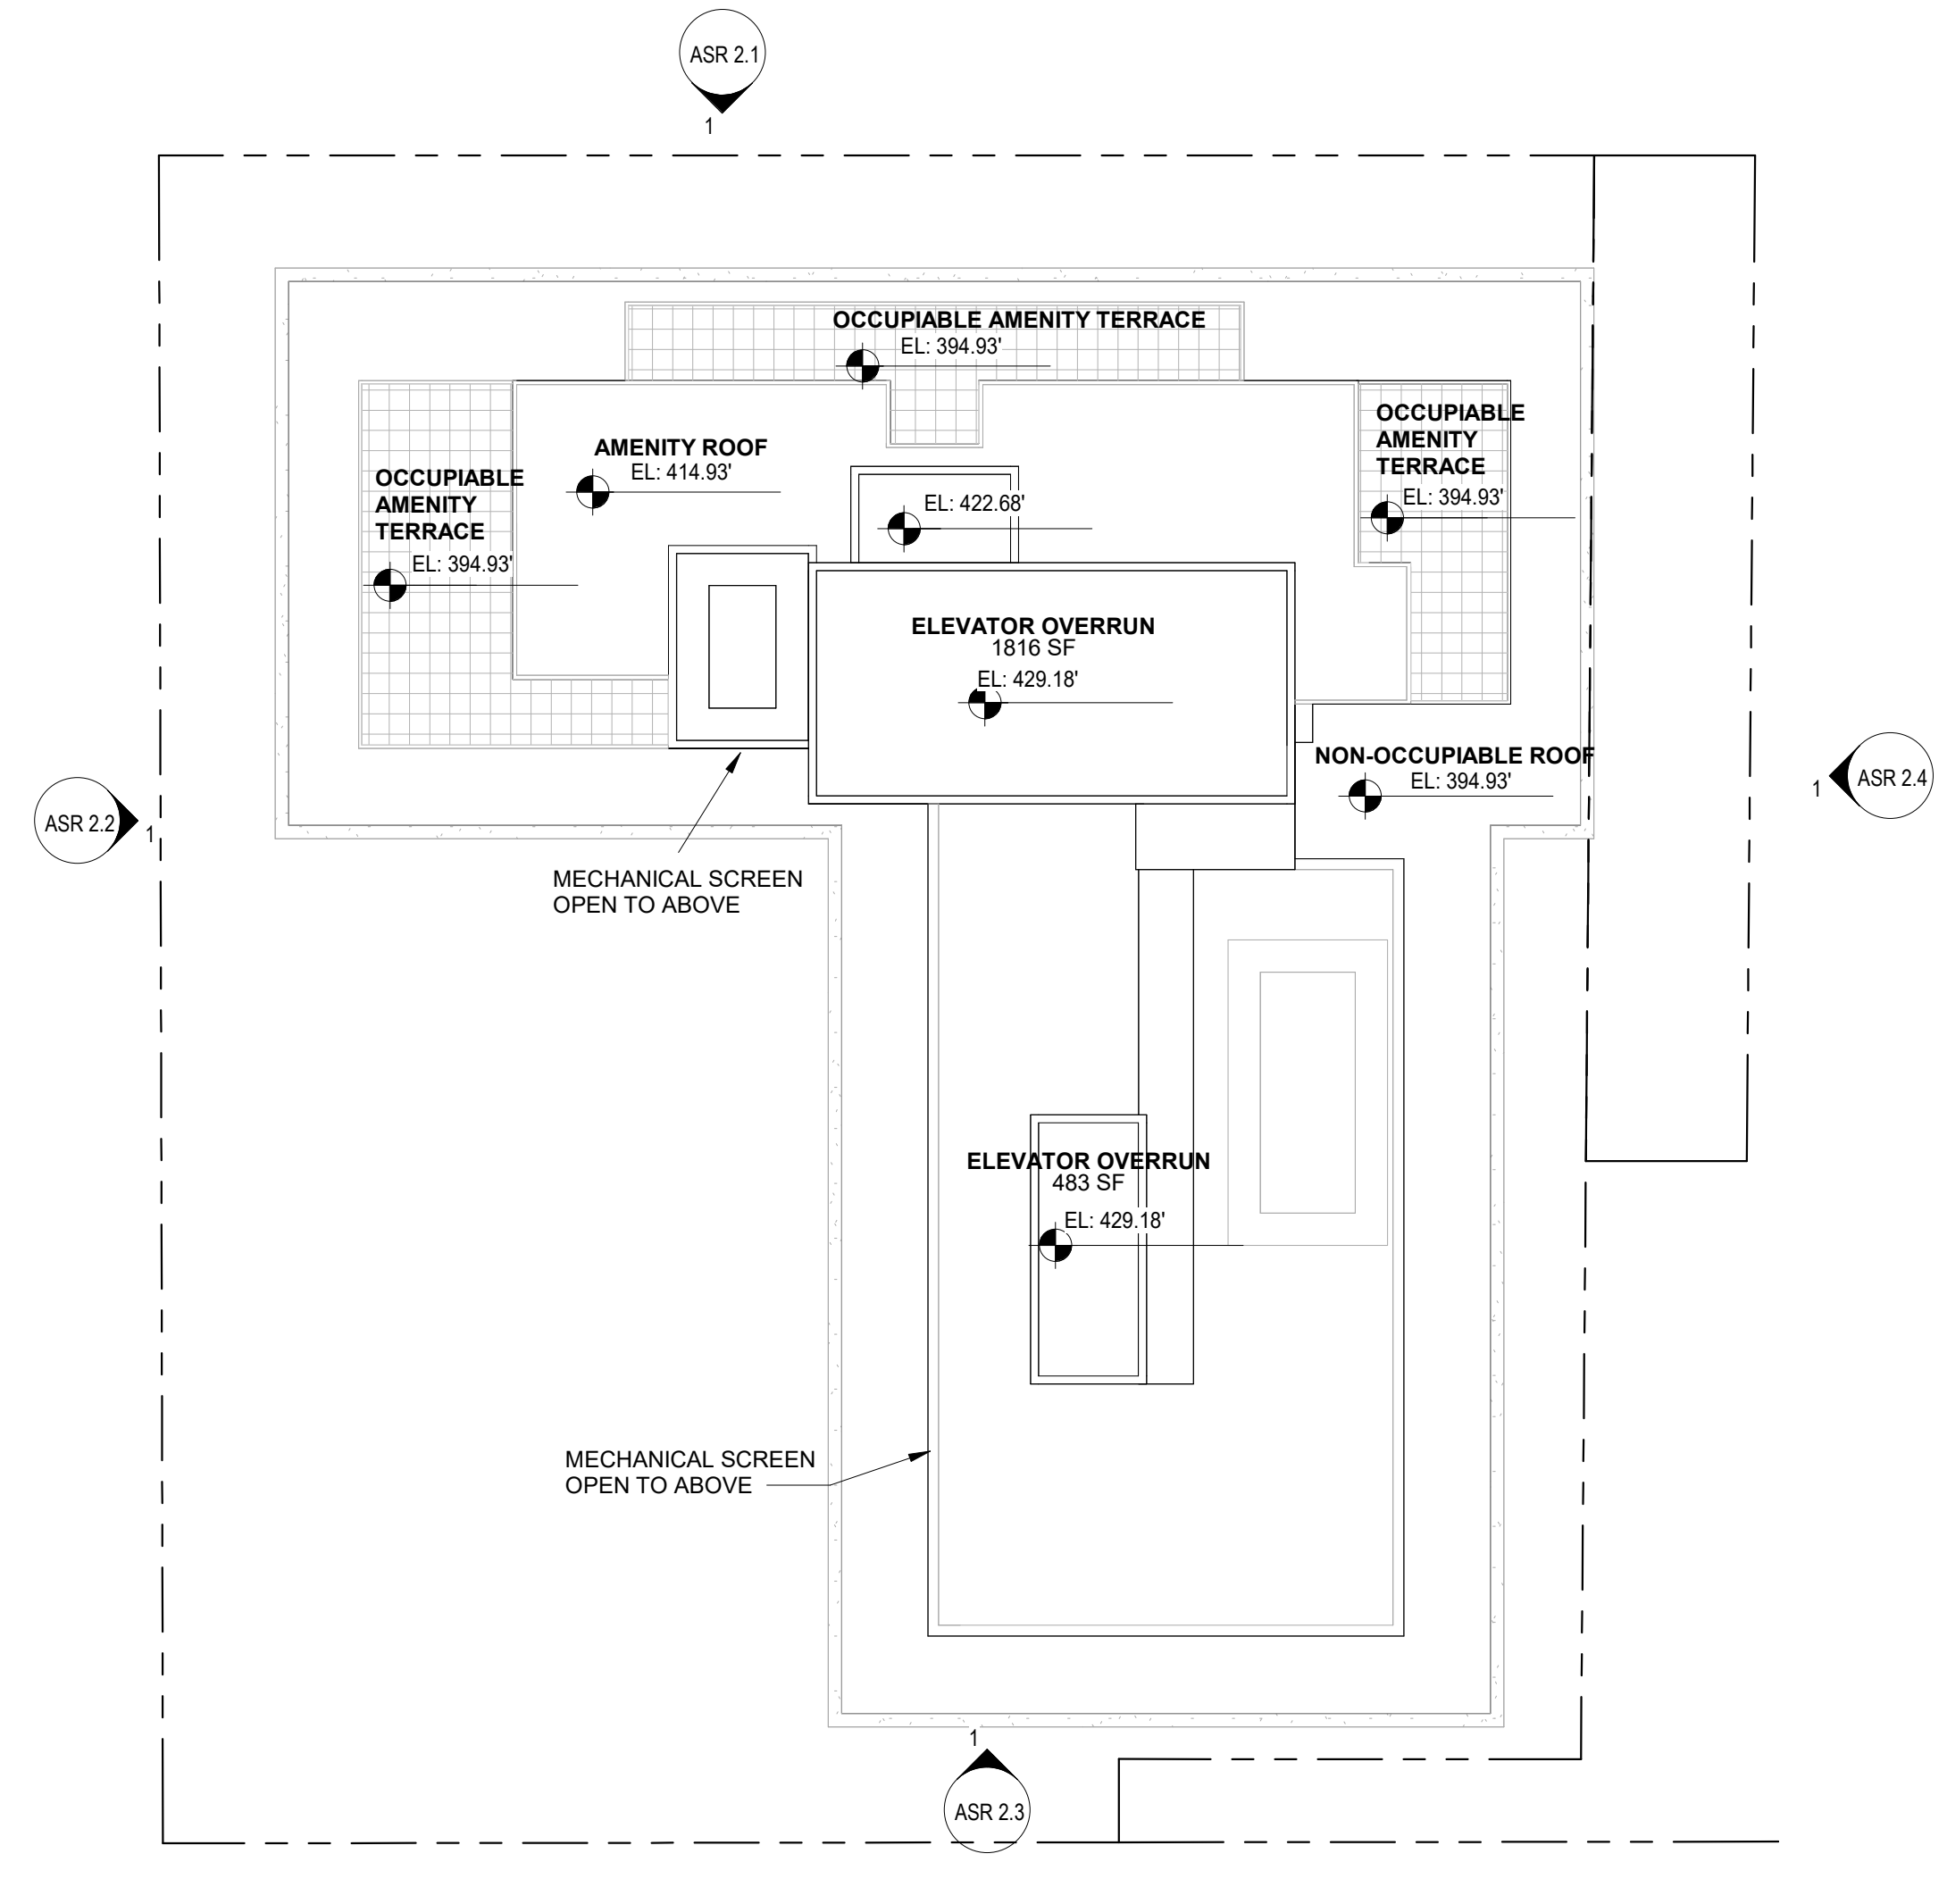 ASR 2.1
1
OCCUPIABLE AMENITY TERRACE
EL: 394.93'
OCCUPIABLE
AMENITY
TERRACE
EL: 394.93'
AMENITY ROOF
EL: 414.93'
OCCUPIABLE
AMENITY
TERRACE
EL: 394.93'
EL: 422.68'
ELEVATOR OVERRUN
1816 SF
EL: 429.18'
NON-OCCUPIABLE ROOF
EL: 394.93'
ASR 2.4
1
ASR 2.2
1
MECHANICAL SCREEN
OPEN TO ABOVE
ELEVATOR OVERRUN
483 SF
EL: 429.18'
MECHANICAL SCREEN
OPEN TO ABOVE
1
ASR 2.3